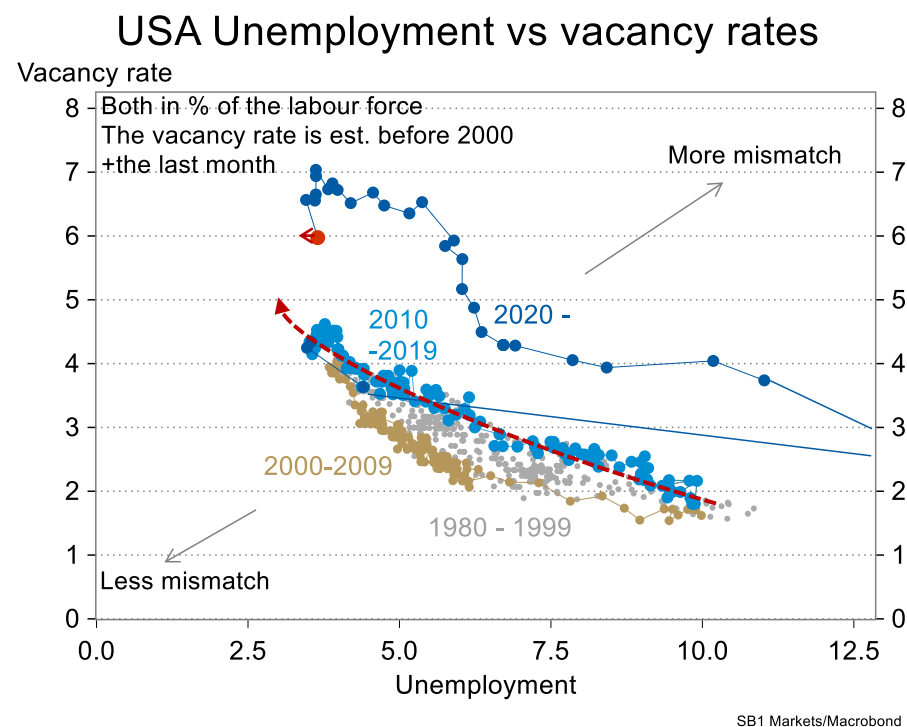 USA Unemployment vs vacancy rates
Vacancy rate
8
8
Both in % of the labour force
The vacancy rate is est. before 2000
+the last month
More mismatch
7
7
6
6
5
5
2010
-2019
2020 -
4
4
3
3
2000-2009
2
2
1980 - 1999
1
1
Less mismatch
0
0
0.0 2.5 5.0 7.5 10.0 12.5
Unemployment
SB1 Markets/Macrobond